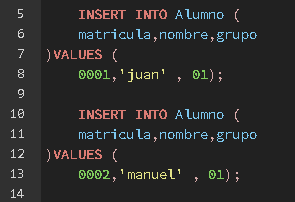 5 INSERT INTO Alumno (
6 matricula,nombre,grupo
7 )VALUES (
8 0001,'juan' , 01);
9
10 INSERT INTO Alumno (
11 matricula,nombre,grupo
12 )VALUES (
13 0002,'manuel' , 01);
14